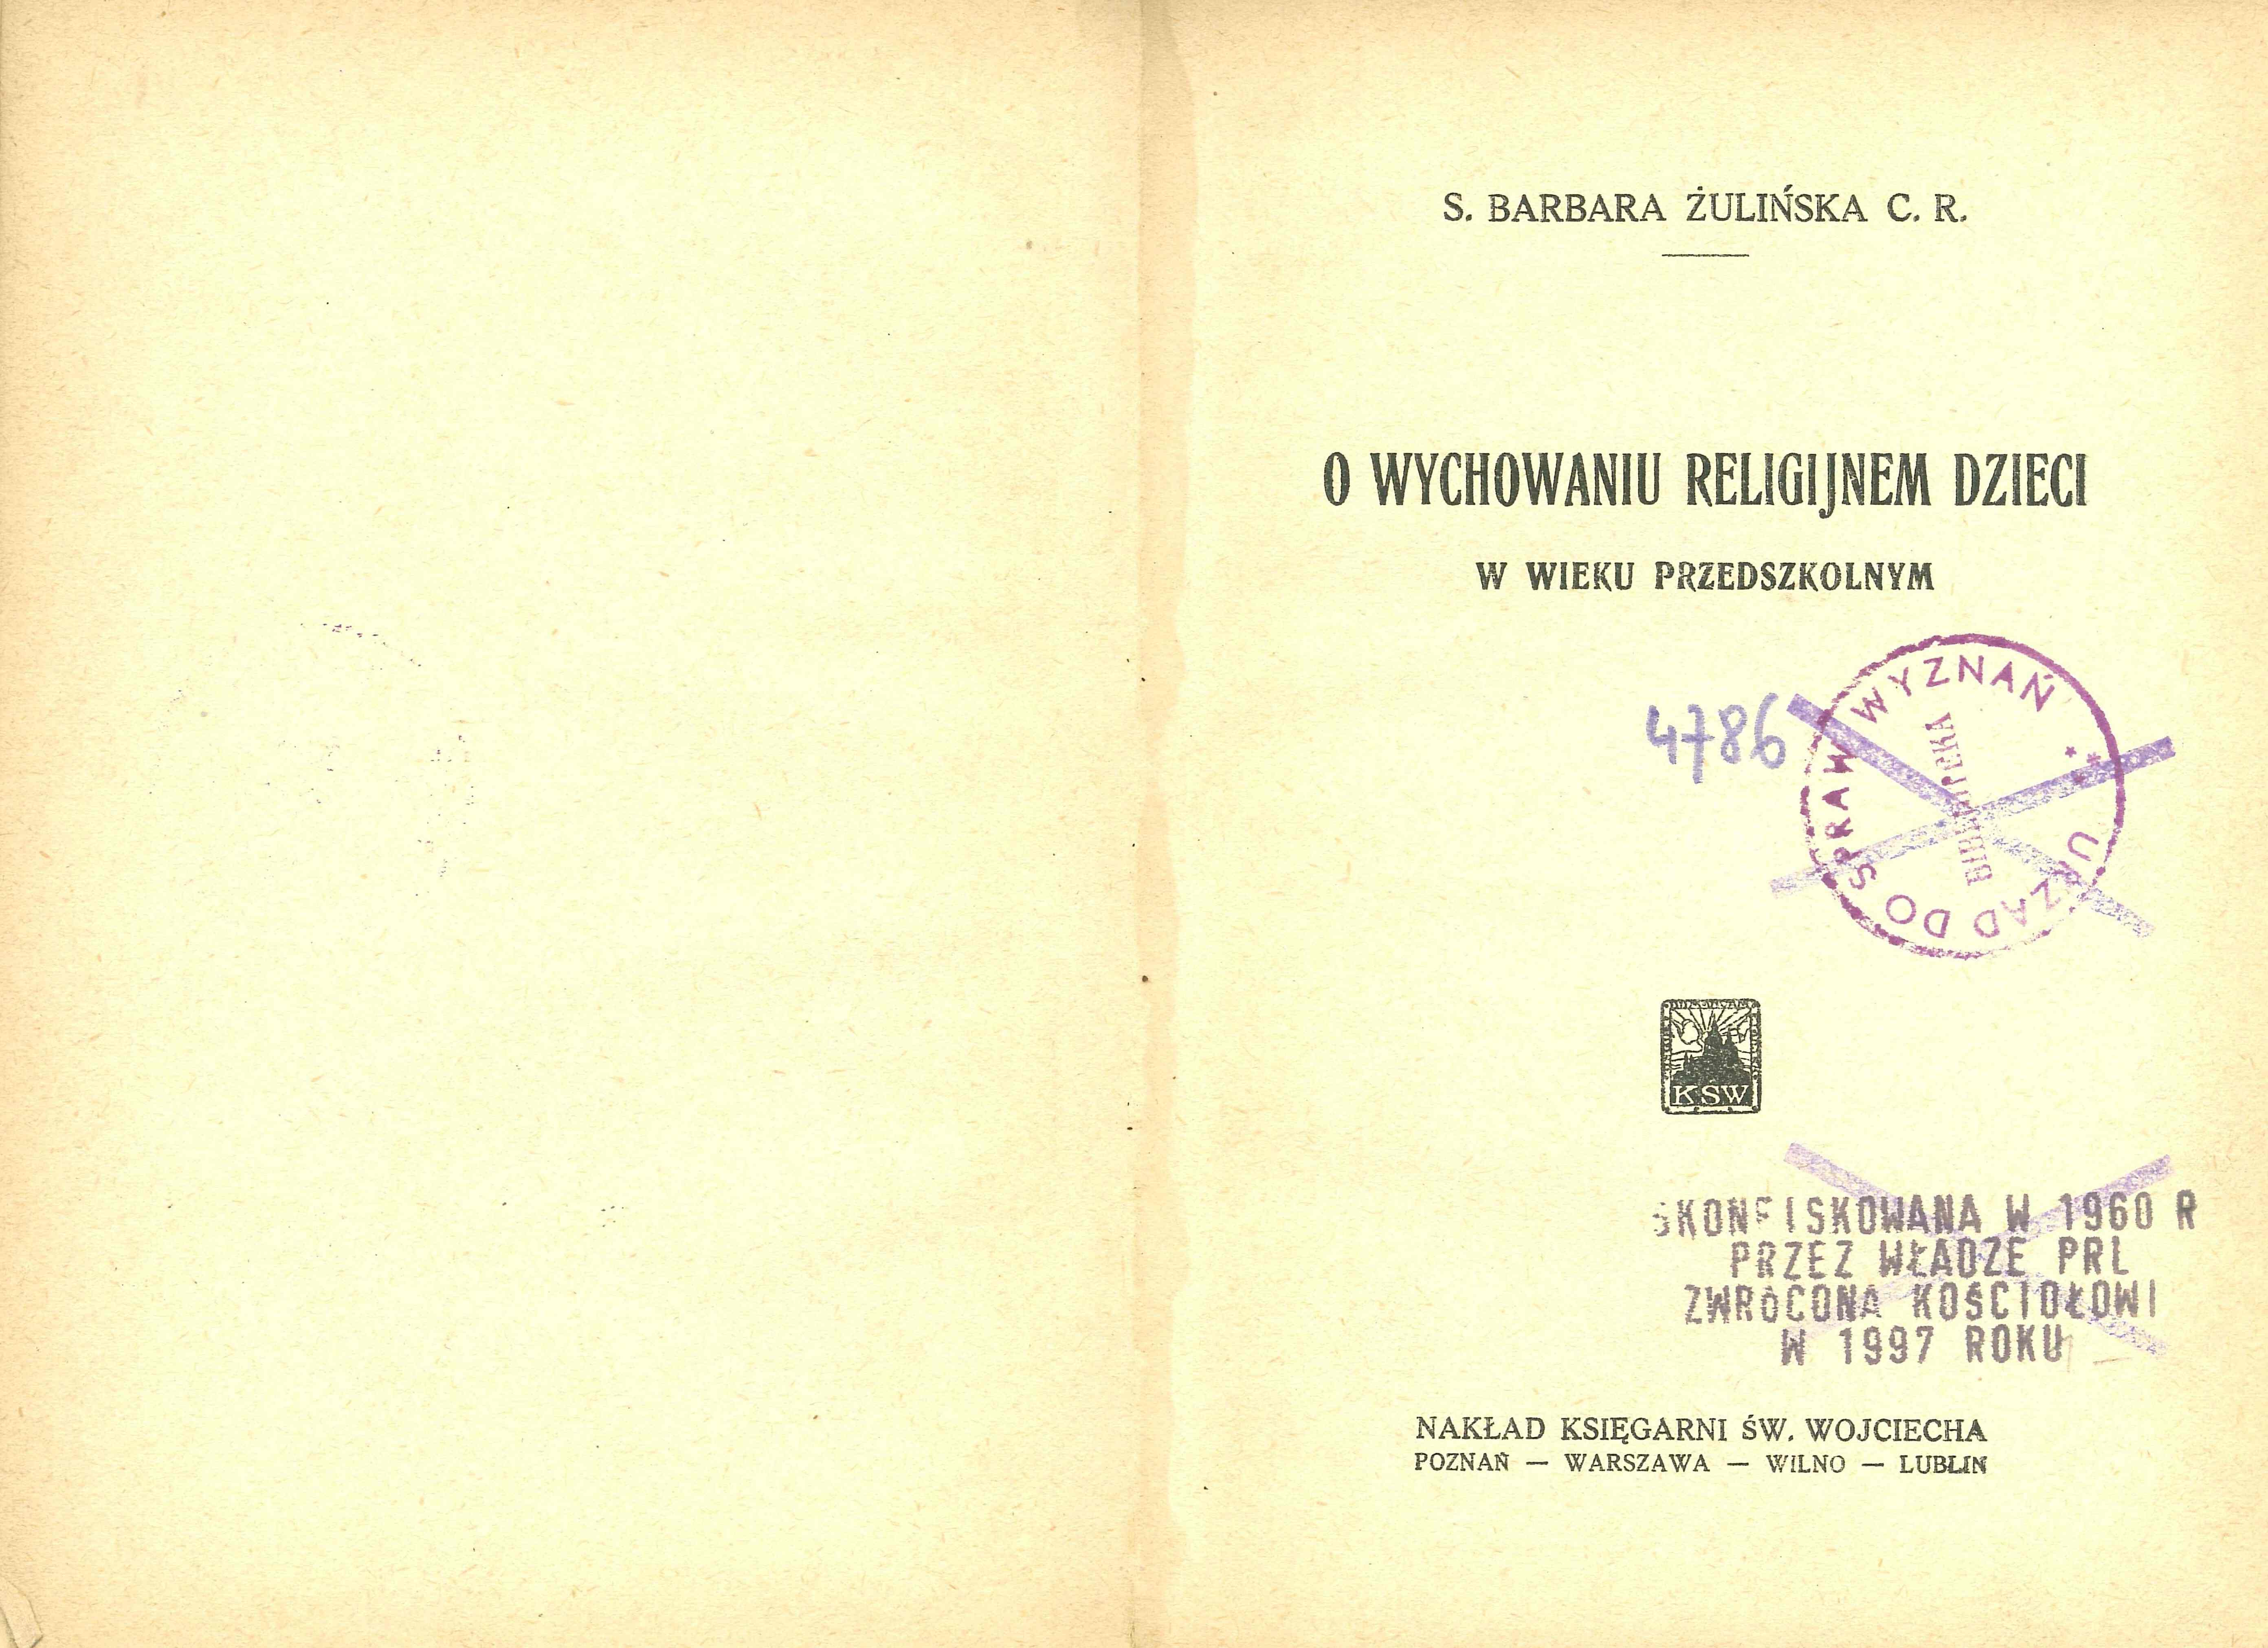 S. BARBARA ŻULIŃSKA C. R.
O WYCHOWANIU RELIGIJNEM DZIECI
W WIEKU PRZEDSZKOLNYM
4786
URZĄD DO SPRAW WYZNAŃ
BIBLIOTEKA
KSW
SKONFISKOWANA W 1960 R
PRZEZ WŁADZE PRL
ZWRÓCONA KOŚCIOŁOWI
W 1997 ROKU
NAKŁAD KSIĘGARNI ŚW. WOJCIECHA
POZNAŃ — WARSZAWA — WILNO — LUBLIN